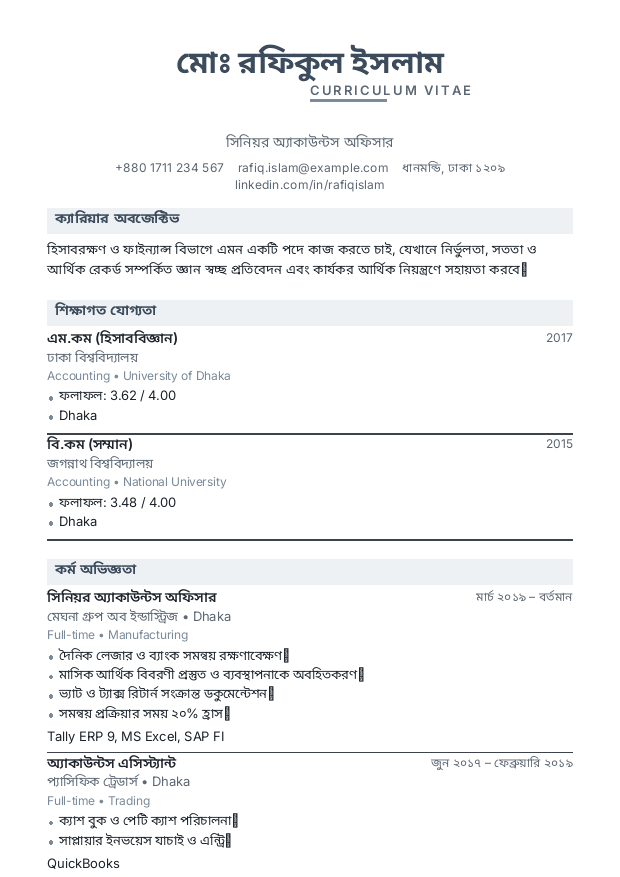 মোঃ রফিকুল ইসলাম
CURRICULUM VITAE
সিনিয়র অ্যাকাউন্টস অফিসার
+880 1711 234 567 rafiq.islam@example.com ধানমন্ডি, ঢাকা ১২০৯
linkedin.com/in/rafiqislam
ক্যারিয়ার অবজেক্টিভ
হিসাবরক্ষণ ও ফাইন্যান্স বিভাগে এমন একটি পদে কাজ করতে চাই, যেখানে নির্ভুলতা, সততা ও
আর্থিক রেকর্ড সম্পর্কিত জ্ঞান স্বচ্ছ প্রতিবেদন এবং কার্যকর আর্থিক নিয়ন্ত্রণে সহায়তা করবে
শিক্ষাগত যোগ্যতা
এম.কম (হিসাববিজ্ঞান) 2017
ঢাকা বিশ্ববিদ্যালয়
Accounting • University of Dhaka
• ফলাফল: 3.62 / 4.00
• Dhaka
বি.কম (সম্মান) 2015
জগন্নাথ বিশ্ববিদ্যালয়
Accounting • National University
• ফলাফল: 3.48 / 4.00
• Dhaka
কর্ম অভিজ্ঞতা
সিনিয়র অ্যাকাউন্টস অফিসার মার্চ ২০১৯ – বর্তমান
মেঘনা গ্রুপ অব ইন্ডাস্ট্রিজ • Dhaka
Full-time • Manufacturing
• দৈনিক লেজার ও ব্যাংক সমন্বয় রক্ষণাবেক্ষণ
• মাসিক আর্থিক বিবরণী প্রস্তুত ও ব্যবস্থাপনাকে অবহিতকরণ
• ভ্যাট ও ট্যাক্স রিটার্ন সংক্রান্ত ডকুমেন্টেশন
• সমন্বয় প্রক্রিয়ার সময় ২০% হ্রাস
Tally ERP 9, MS Excel, SAP FI
অ্যাকাউন্টস এসিস্ট্যান্ট জুন ২০১৭ – ফেব্রুয়ারি ২০১৯
প্যাসিফিক ট্রেডার্স • Dhaka
Full-time • Trading
• ক্যাশ বুক ও পেটি ক্যাশ পরিচালনা
• সাপ্লায়ার ইনভয়েস যাচাই ও এন্ট্রি
QuickBooks